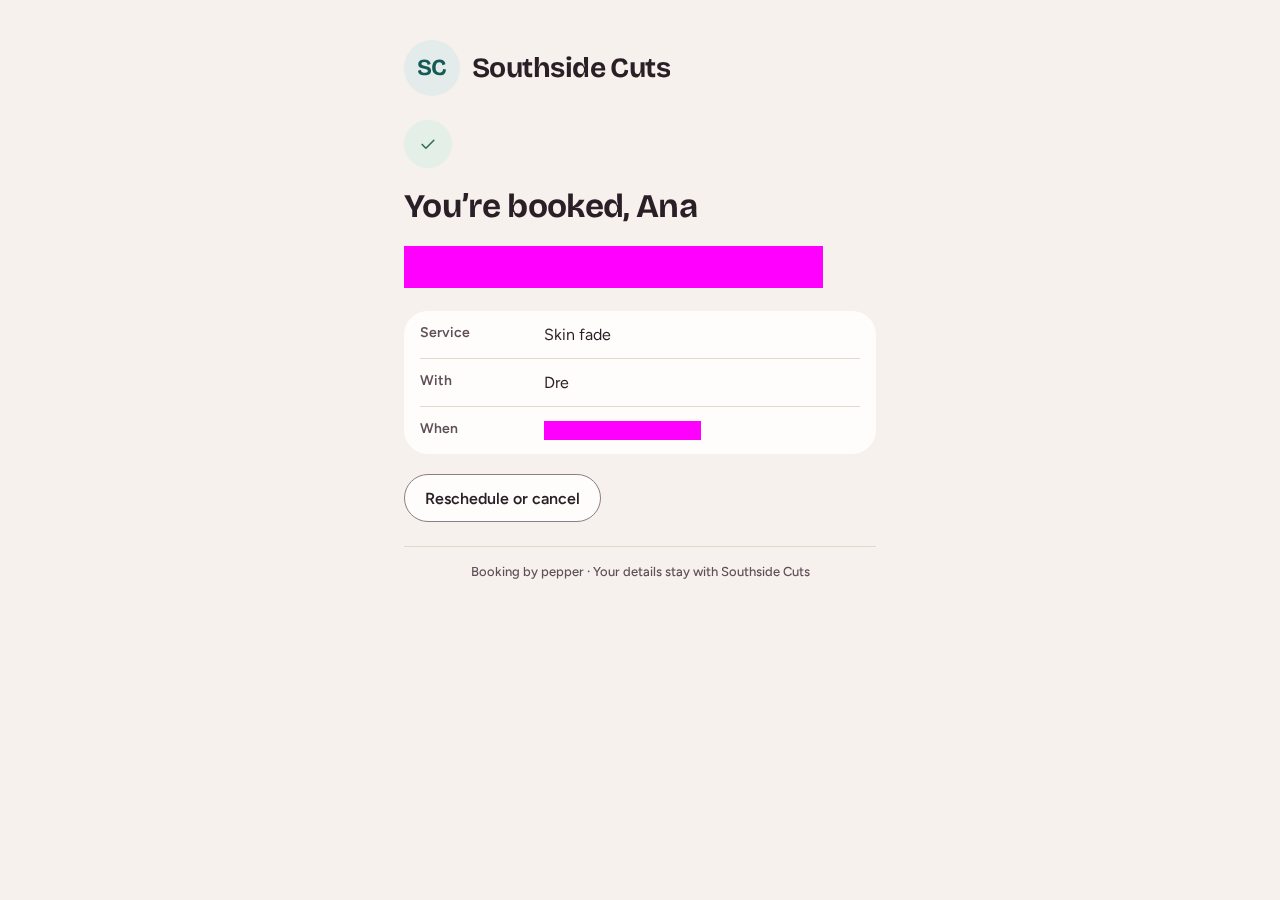 SC
Southside Cuts
You’re booked, Ana
Service
Skin fade
With
Dre
When
Reschedule or cancel
Booking by pepper · Your details stay with Southside Cuts